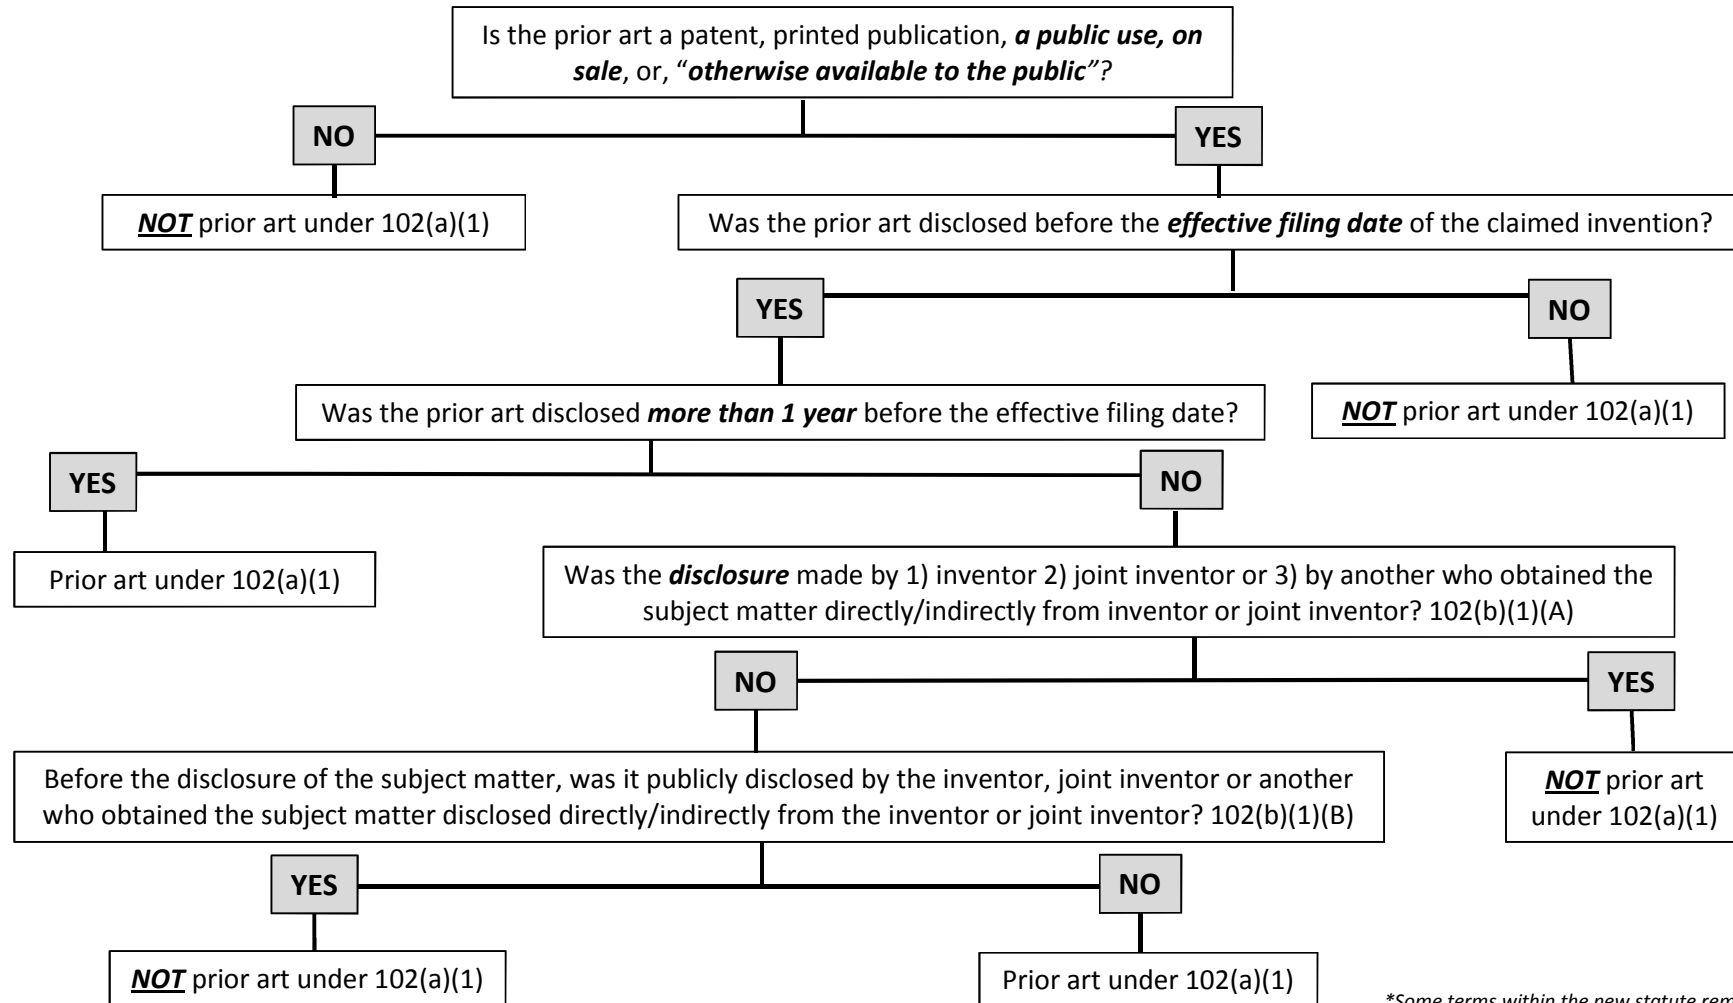 Is the prior art a patent, printed publication, a public use, on
sale, or, “otherwise available to the public”?
NO
YES
NOT prior art under 102(a)(1)
Was the prior art disclosed before the effective filing date of the claimed invention?
YES
NO
Was the prior art disclosed more than 1 year before the effective filing date?
NOT prior art under 102(a)(1)
YES
NO
Prior art under 102(a)(1)
Was the disclosure made by 1) inventor 2) joint inventor or 3) by another who obtained the
subject matter directly/indirectly from inventor or joint inventor? 102(b)(1)(A)
NO
YES
Before the disclosure of the subject matter, was it publicly disclosed by the inventor, joint inventor or another
who obtained the subject matter disclosed directly/indirectly from the inventor or joint inventor? 102(b)(1)(B)
NOT prior art
under 102(a)(1)
YES
NO
NOT prior art under 102(a)(1)
Prior art under 102(a)(1)
*Some terms within the new statute